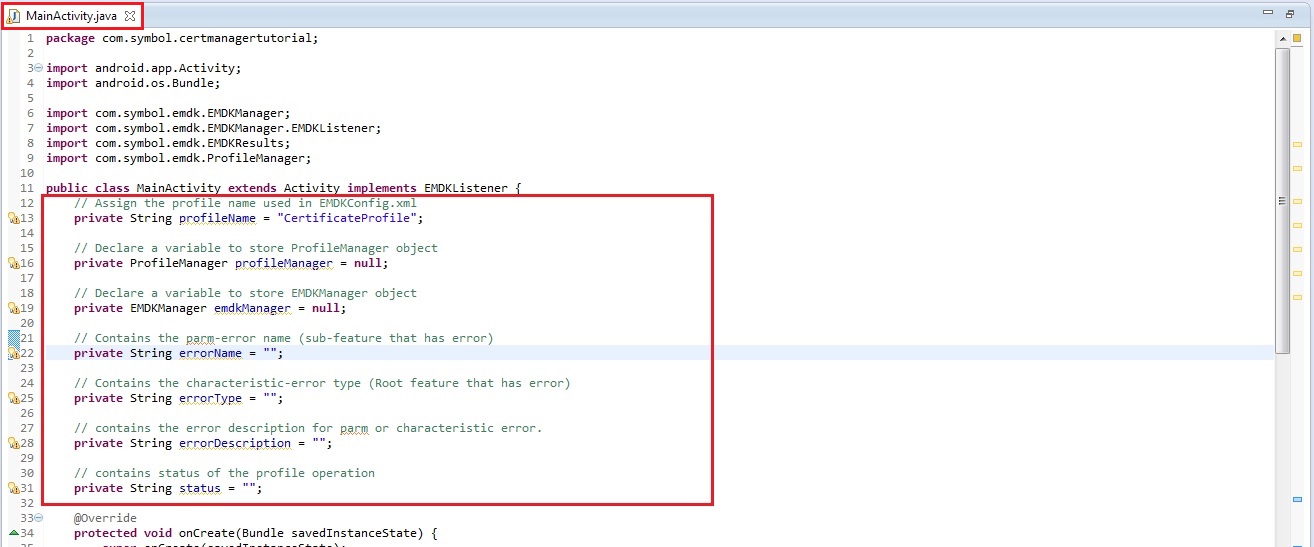 MainActivity.java
1 package com.symbol.certmanagertutorial;
2
3 import android.app.Activity;
4 import android.os.Bundle;
5
6 import com.symbol.emdk.EMDKManager;
7 import com.symbol.emdk.EMDKManager.EMDKListener;
8 import com.symbol.emdk.EMDKResults;
9 import com.symbol.emdk.ProfileManager;
10
11 public class MainActivity extends Activity implements EMDKListener {
12 // Assign the profile name used in EMDKConfig.xml
13 private String profileName = "CertificateProfile";
14
15 // Declare a variable to store ProfileManager object
16 private ProfileManager profileManager = null;
17
18 // Declare a variable to store EMDKManager object
19 private EMDKManager emdkManager = null;
20
21 // Contains the parm-error name (sub-feature that has error)
22 private String errorName = "";
23
24 // Contains the characteristic-error type (Root feature that has error)
25 private String errorType = "";
26
27 // contains the error description for parm or characteristic error.
28 private String errorDescription = "";
29
30 // contains status of the profile operation
31 private String status = "";
32
33 @Override
34 protected void onCreate(Bundle savedInstanceState) {
35 super.onCreate(savedInstanceState);